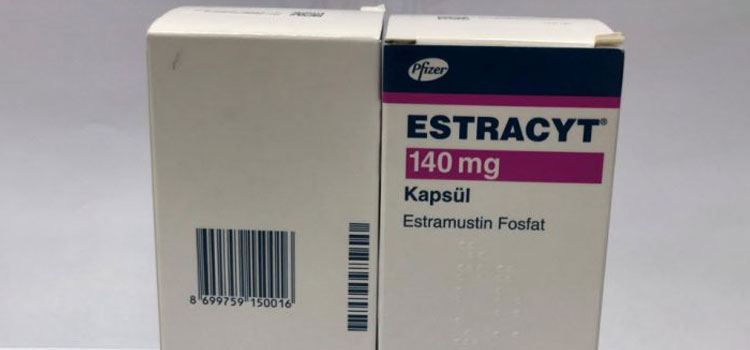 8 699759 150016
Pfizer
ESTRACYT®
140 mg
Kapsül
Estramustin Fosfat